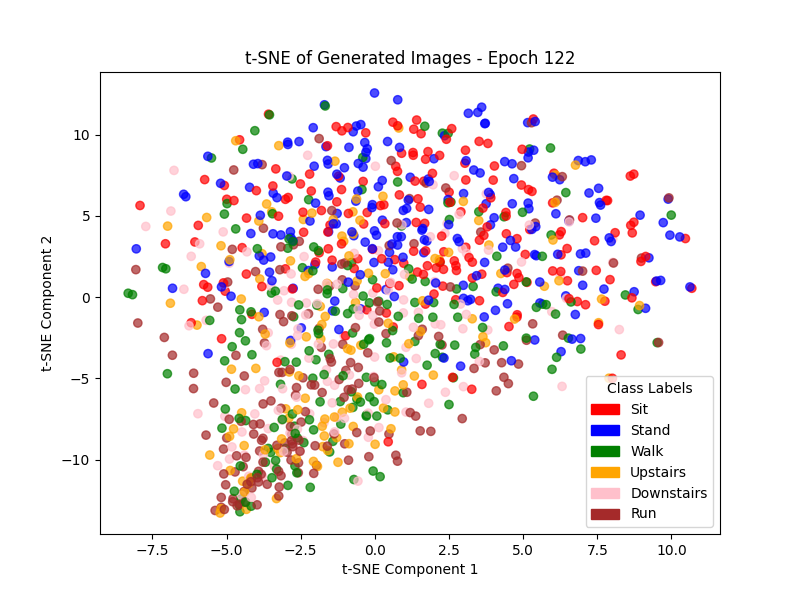 t-SNE of Generated Images - Epoch 122
t-SNE Component 2
10
5
0
−5
−10
−7.5 −5.0 −2.5 0.0 2.5 5.0 7.5 10.0
t-SNE Component 1
Class Labels
Sit
Stand
Walk
Upstairs
Downstairs
Run